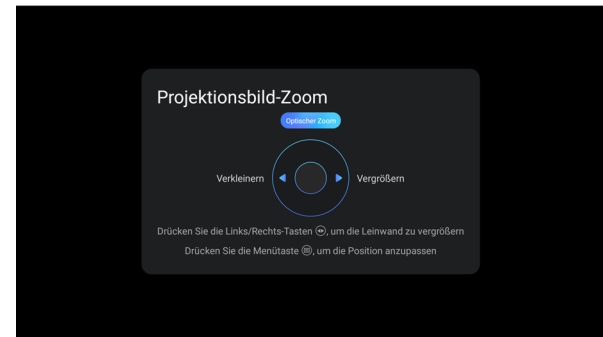 Projektionsbild-Zoom
Optischer Zoom
Verkleinern
Vergrößern
Drücken Sie die Links/Rechts-Tasten, um die Leinwand zu vergrößern
Drücken Sie die Menütaste, um die Position anzupassen